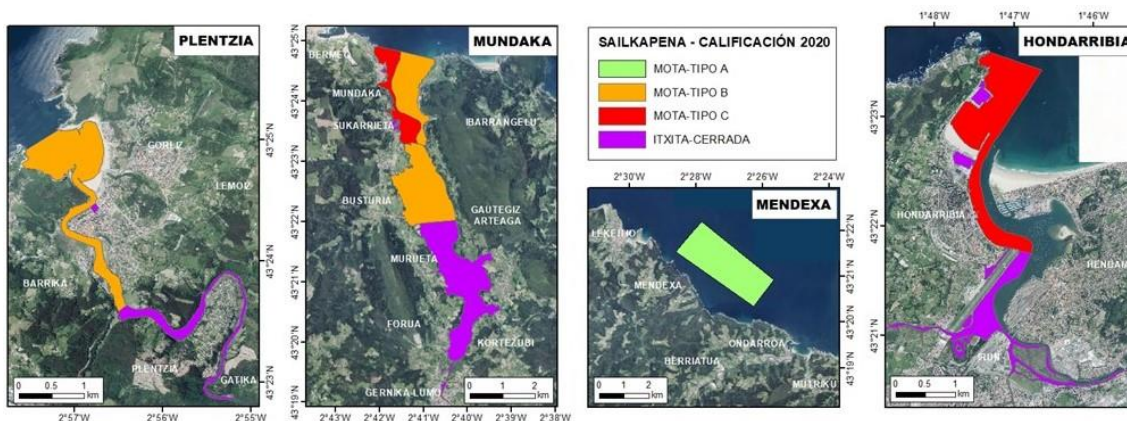 PLENTZIA
GORLIZ
LEMOIZ
BARRIKA
PLENTZIA
GATIKA
0 0.5 1
km
43°25'N
43°24'N
43°23'N
2°57'W
2°56'W
2°55'W
MUNDAKA
BERMEO
MUNDAKA
SUKARRIETA
IBARRANGELU
BUSTURIA
GAUTEGIZ
ARTEAGA
MURUETA
FORUA
KORTEZUBI
GERNIKA-LUMO
0 1 2
km
43°25'N
43°24'N
43°23'N
43°22'N
43°21'N
43°20'N
43°19'N
2°43'W
2°42'W
2°41'W
2°40'W
2°39'W
2°38'W
SAILKAPENA - CALIFICACIÓN 2020
MOTA-TIPO A
MOTA-TIPO B
MOTA-TIPO C
ITXITA-CERRADA
2°30'W
2°28'W
2°26'W
2°24'W
MENDEXA
LEKEITIO
MENDEXA
ONDARROA
BERRIATUA
MUTRIKU
0 1 2
km
43°22'N
43°21'N
43°20'N
43°19'N
1°48'W
1°47'W
1°46'W
HONDARRIBIA
HONDARRIBIA
HENDAIA
IRUN
0 0.5 1
km
43°23'N
43°22'N
43°21'N